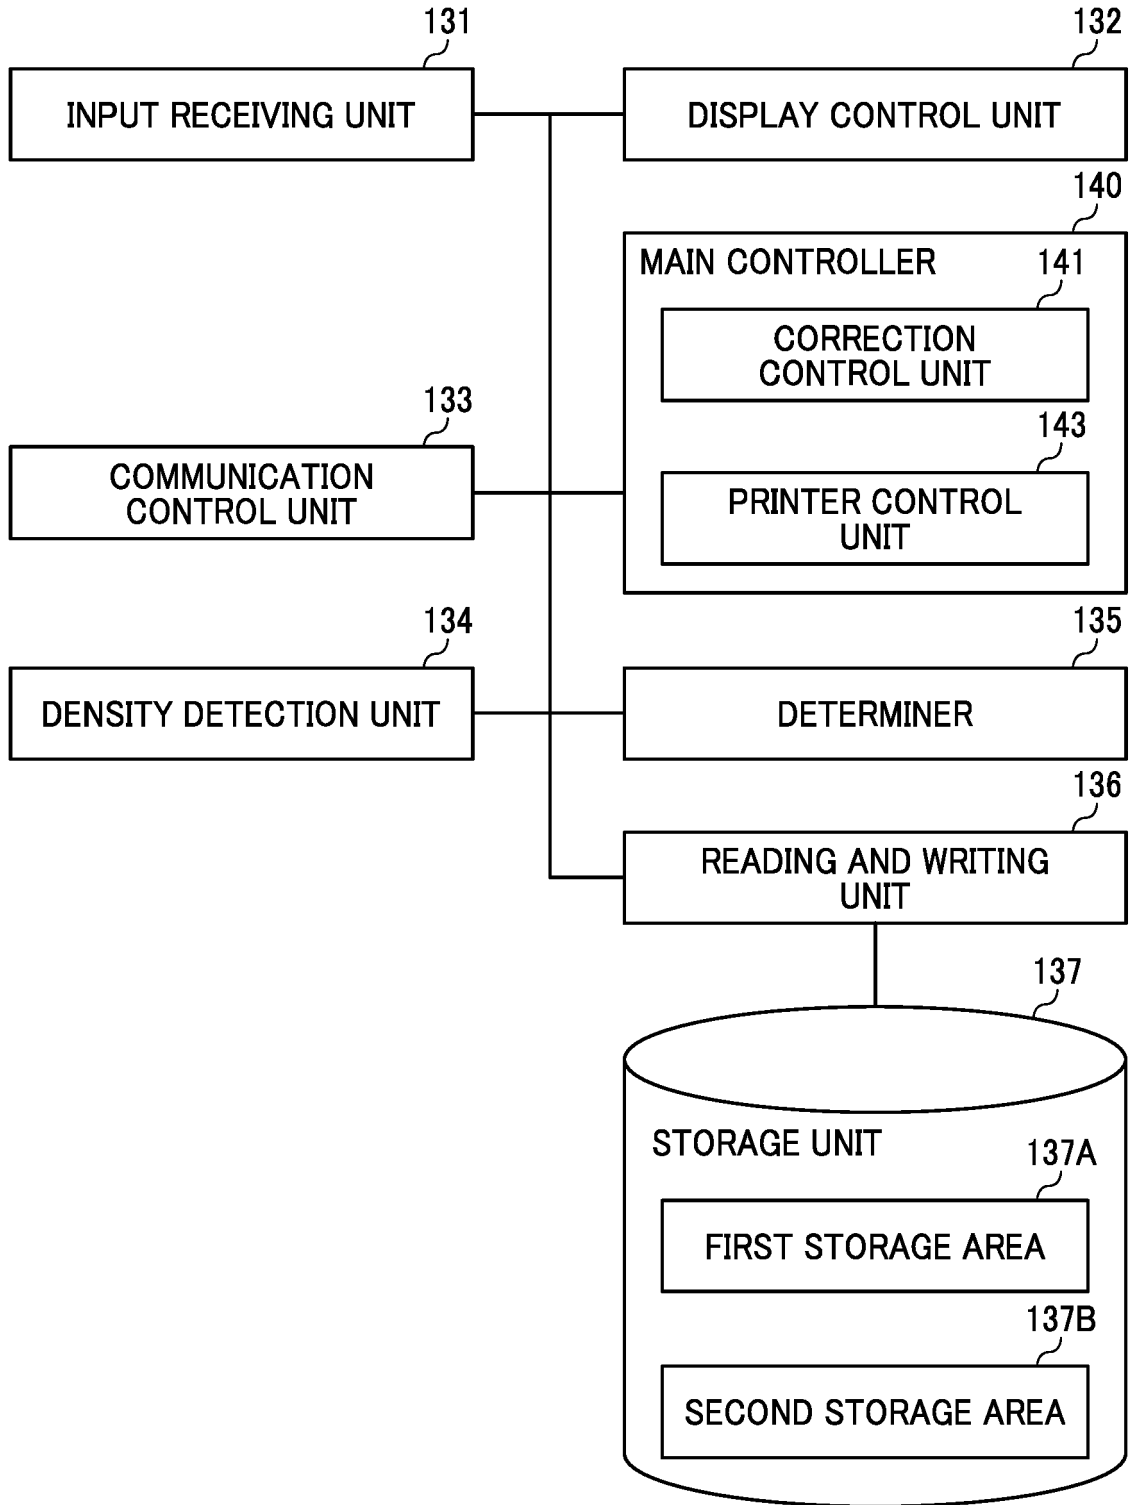 131
INPUT RECEIVING UNIT
132
DISPLAY CONTROL UNIT
140
MAIN CONTROLLER
141
CORRECTION
CONTROL UNIT
133
COMMUNICATION
CONTROL UNIT
143
PRINTER CONTROL
UNIT
134
DENSITY DETECTION UNIT
135
DETERMINER
136
READING AND WRITING
UNIT
137
STORAGE UNIT
137A
FIRST STORAGE AREA
137B
SECOND STORAGE AREA